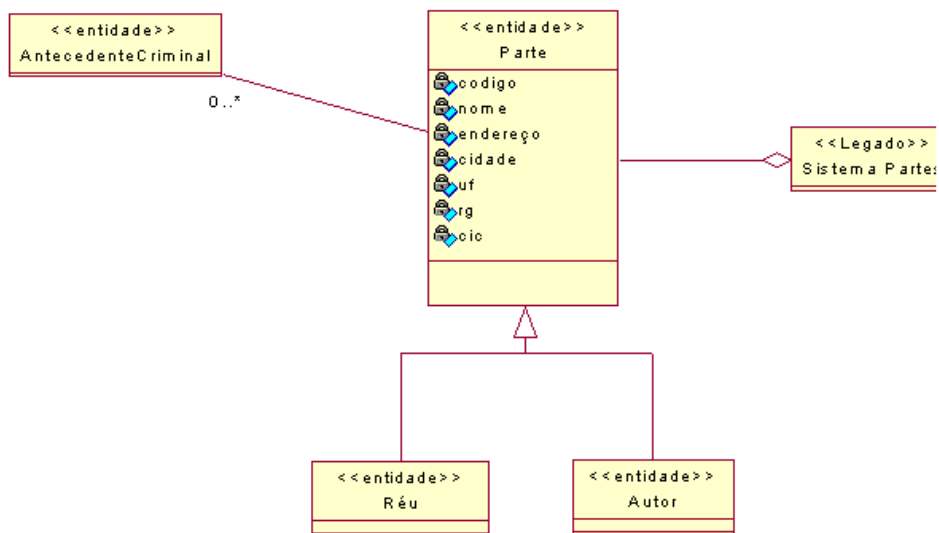 <<entidade>>
AntecedenteCriminal
0..*
<<entidade>>
Parte
codigo
nome
endereço
cidade
uf
rg
cic
<<Legado>>
Sistema Partes
<<entidade>>
Réu
<<entidade>>
Autor